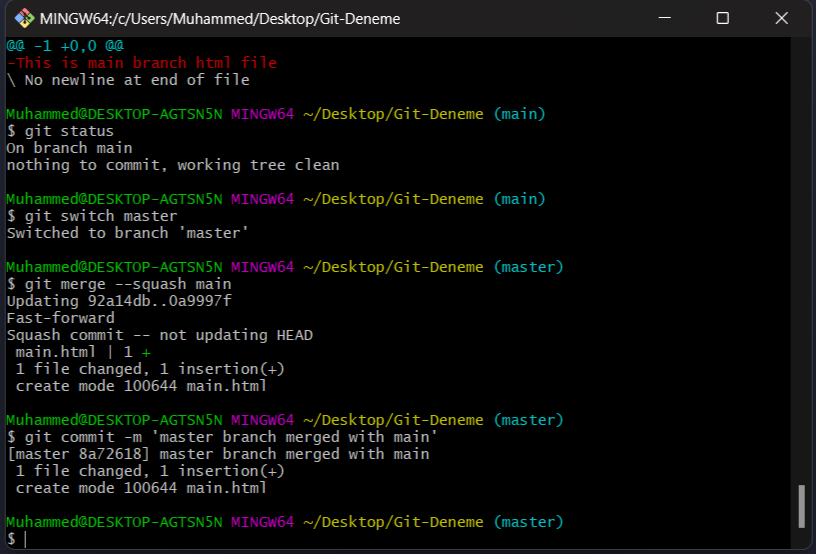 MINGW64:/c/Users/Muhammed/Desktop/Git-Deneme
@@ -1 +0,0 @@
-This is main branch html file
\ No newline at end of file
Muhammed@DESKTOP-AGTSN5N MINGW64 ~/Desktop/Git-Deneme (main)
$ git status
On branch main
nothing to commit, working tree clean
Muhammed@DESKTOP-AGTSN5N MINGW64 ~/Desktop/Git-Deneme (main)
$ git switch master
Switched to branch 'master'
Muhammed@DESKTOP-AGTSN5N MINGW64 ~/Desktop/Git-Deneme (master)
$ git merge --squash main
Updating 92a14db..0a9997f
Fast-forward
Squash commit -- not updating HEAD
 main.html | 1 +
 1 file changed, 1 insertion(+)
 create mode 100644 main.html
Muhammed@DESKTOP-AGTSN5N MINGW64 ~/Desktop/Git-Deneme (master)
$ git commit -m 'master branch merged with main'
[master 8a72618] master branch merged with main
 1 file changed, 1 insertion(+)
 create mode 100644 main.html
Muhammed@DESKTOP-AGTSN5N MINGW64 ~/Desktop/Git-Deneme (master)
$